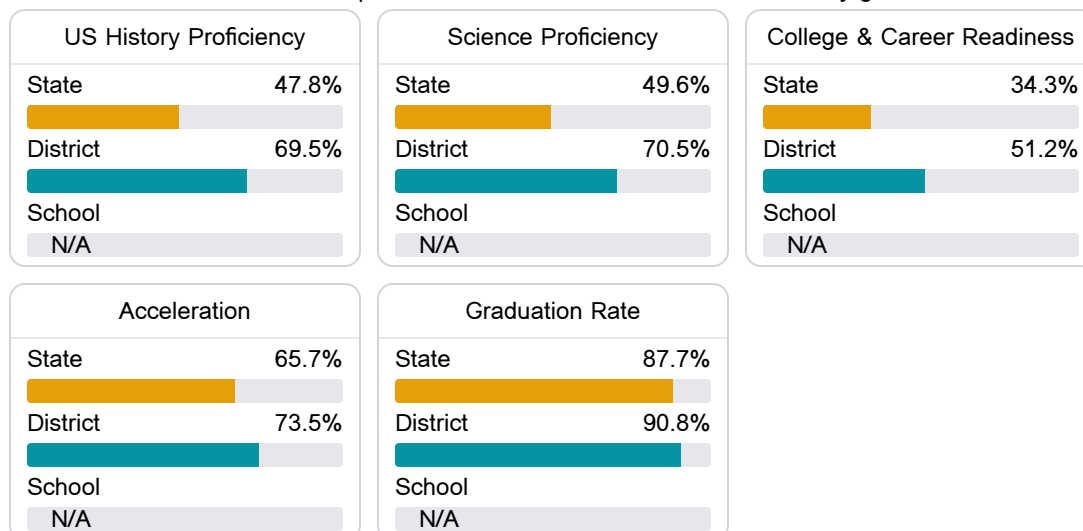 US History Proficiency
State 47.8%
District 69.5%
School
N/A
Science Proficiency
State 49.6%
District 70.5%
School
N/A
College & Career Readiness
State 34.3%
District 51.2%
School
N/A
Acceleration
State 65.7%
District 73.5%
School
N/A
Graduation Rate
State 87.7%
District 90.8%
School
N/A